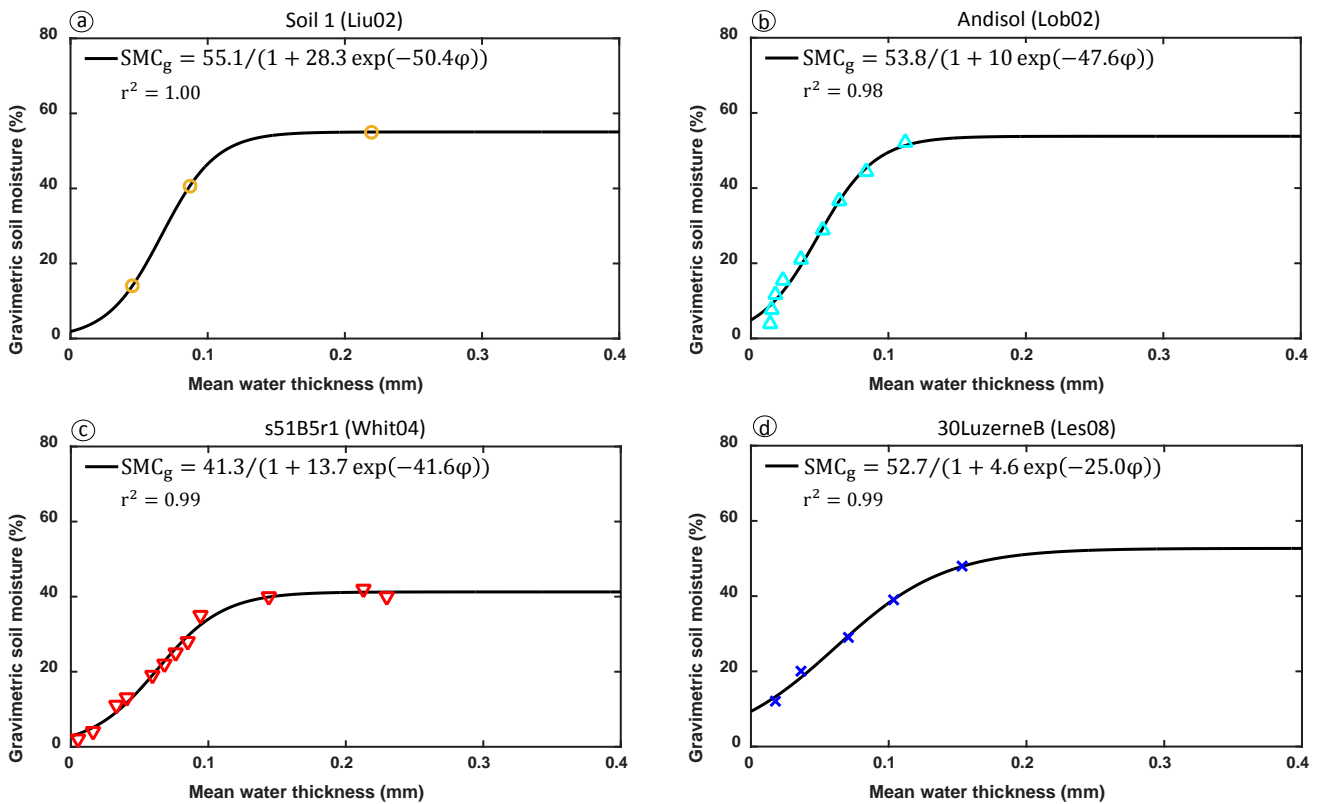 a Soil 1 (Liu02)
SMCg = 55.1/(1 + 28.3 exp(−50.4φ))
r² = 1.00
Gravimetric soil moisture (%)
80
60
40
20
0
0 0.1 0.2 0.3 0.4
Mean water thickness (mm)
b Andisol (Lob02)
SMCg = 53.8/(1 + 10 exp(−47.6φ))
r² = 0.98
Gravimetric soil moisture (%)
80
60
40
20
0
0 0.1 0.2 0.3 0.4
Mean water thickness (mm)
c s51B5r1 (Whit04)
SMCg = 41.3/(1 + 13.7 exp(−41.6φ))
r² = 0.99
Gravimetric soil moisture (%)
80
60
40
20
0
0 0.1 0.2 0.3 0.4
Mean water thickness (mm)
d 30LuzerneB (Les08)
SMCg = 52.7/(1 + 4.6 exp(−25.0φ))
r² = 0.99
Gravimetric soil moisture (%)
80
60
40
20
0
0 0.1 0.2 0.3 0.4
Mean water thickness (mm)